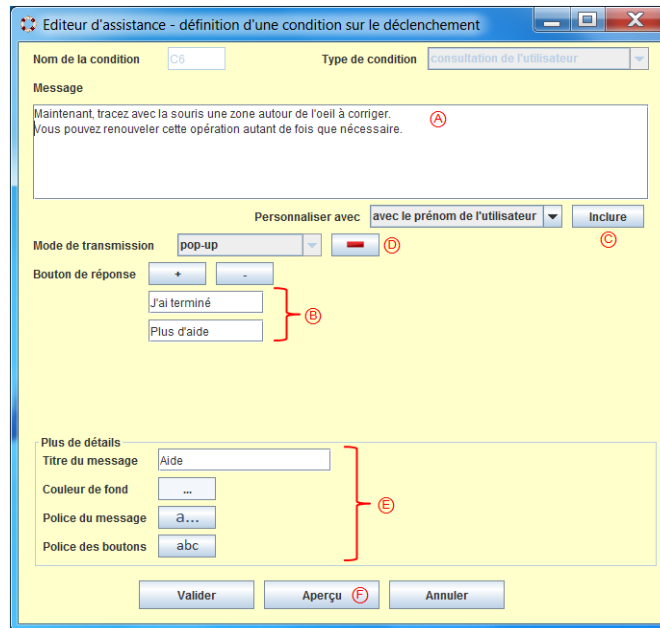 Editeur d'assistance - définition d'une condition sur le déclenchement
Nom de la condition C6 Type de condition consultation de l'utilisateur
Message
Maintenant, tracez avec la souris une zone autour de l'oeil à corriger. A
Vous pouvez renouveler cette opération autant de fois que nécessaire.
Personnaliser avec avec le prénom de l'utilisateur Inclure
C
Mode de transmission pop-up D
Bouton de réponse + -
J'ai terminé
B
Plus d'aide
Plus de détails
Titre du message Aide
Couleur de fond ...
E
Police du message a...
Police des boutons abc
Valider Aperçu F Annuler